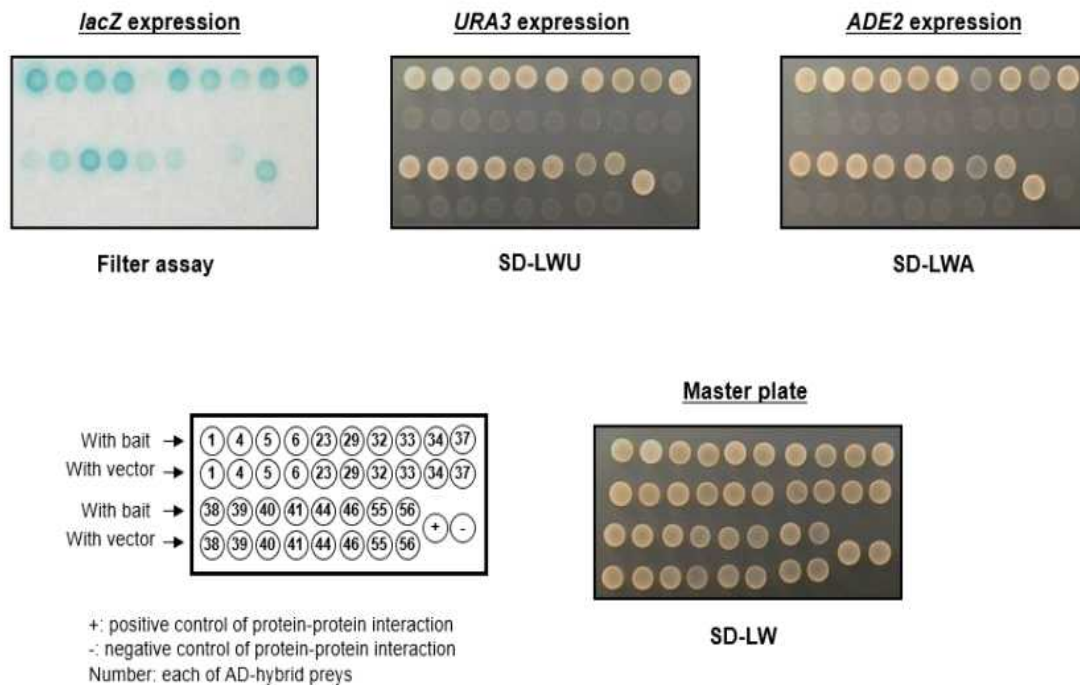 lacZ expression
URA3 expression
ADE2 expression
Filter assay
SD-LWU
SD-LWA
Master plate
With bait
1 4 5 6 23 29 32 33 34 37
With vector
1 4 5 6 23 29 32 33 34 37
With bait
38 39 40 41 44 46 55 56
+ -
With vector
38 39 40 41 44 46 55 56
SD-LW
+: positive control of protein-protein interaction
-: negative control of protein-protein interaction
Number: each of AD-hybrid preys